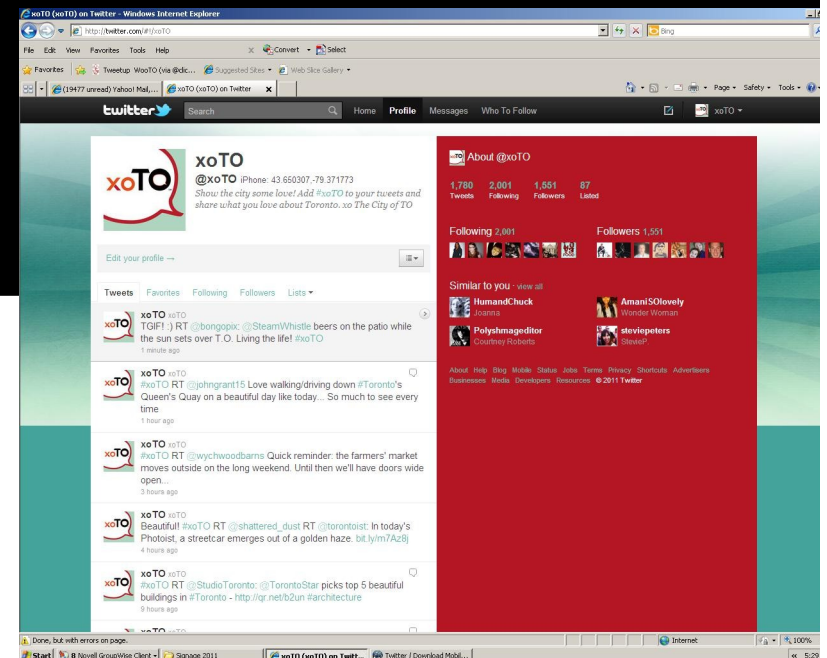 xoTO (xoTO) on Twitter - Windows Internet Explorer
http://twitter.com/#!/xoTO
Bing
File Edit View Favorites Tools Help x Convert Select
Favorites Tweetup WooTO (via @clic... Suggested Sites Web Slice Gallery
(19477 unread) Yahoo! Mail,... xoTO (xoTO) on Twitter x
Page Safety Tools
twitter Search Home Profile Messages Who To Follow xoTO
xoTO
xoTO
@xoTO iPhone: 43.650307,-79.371773
Show the city some love! Add #xoTO to your tweets and
share what you love about Toronto. xo The City of TO
Edit your profile →
Tweets Favorites Following Followers Lists
xoTO
xoTO xoTO
TGIF! :) RT @bongopix: @SteamWhistle beers on the patio while
the sun sets over T.O. Living the life! #xoTO
1 minute ago
xoTO
xoTO xoTO
#xoTO RT @johngrant15 Love walking/driving down #Toronto's
Queen's Quay on a beautiful day like today... So much to see every
time
1 hour ago
xoTO
xoTO xoTO
#xoTO RT @wychwoodbarns Quick reminder: the farmers' market
moves outside on the long weekend. Until then we'll have doors wide
open...
3 hours ago
xoTO
xoTO xoTO
Beautiful! #xoTO RT @shattered_dust RT @torontoist: In today's
Photoist, a streetcar emerges out of a golden haze. bit.ly/m7Az8j
4 hours ago
xoTO
xoTO xoTO
#xoTO RT @StudioToronto: @TorontoStar picks top 5 beautiful
buildings in #Toronto - http://qr.net/b2un #architecture
9 hours ago
xoTO xoTO
About @xoTO
1,780 2,001 1,551 87
Tweets Following Followers Listed
Following 2,001 Followers 1,551
Similar to you · view all
HumandChuck
Joanna
AmaniSOlovely
Wonder Woman
Polyshmageditor
Courtney Roberts
steviepeters
StevieP.
About Help Blog Mobile Status Jobs Terms Privacy Shortcuts Advertisers
Businesses Media Developers Resources © 2011 Twitter
Done, but with errors on page. Internet 100%
Start 8 Novell GroupWise Client Signage 2011 xoTO (xoTO) on Twitt... Twitter / Download Mobil... « 5:29